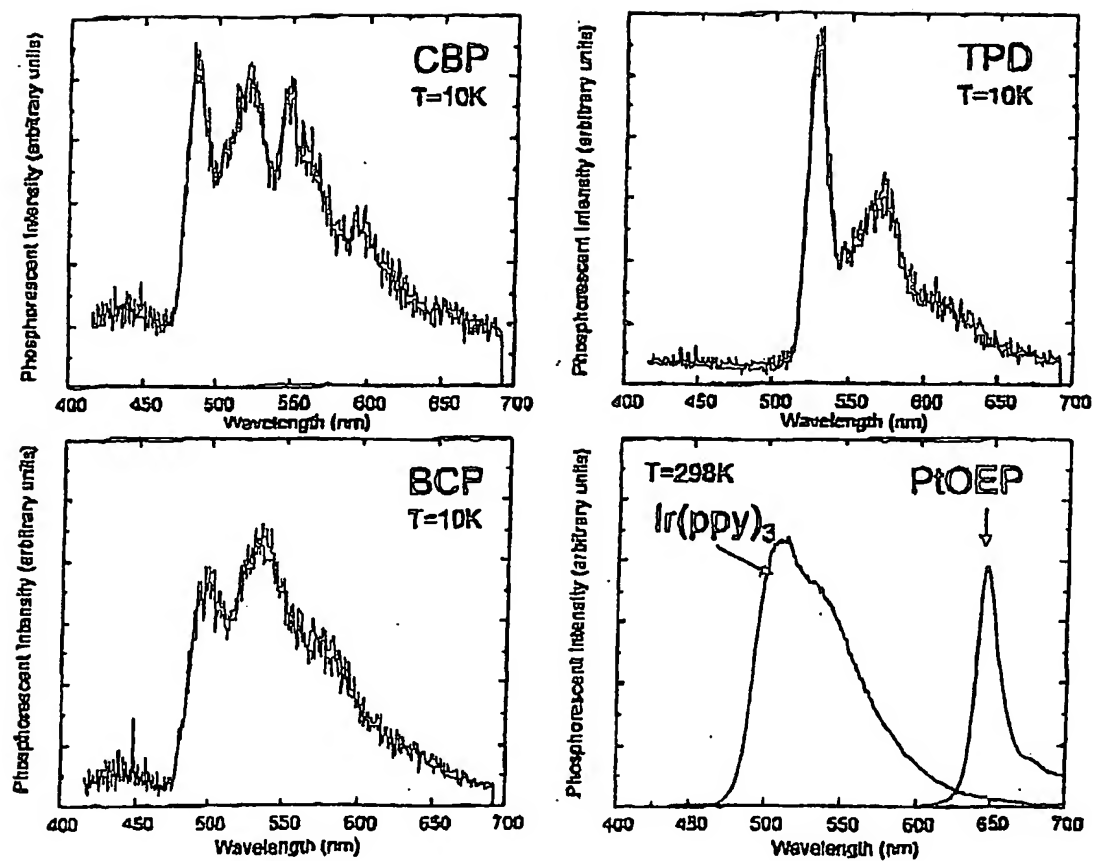 Phosphorescent Intensity (arbitrary units)
CBP
T=10K
400 450 500 550 600 650 700
Wavelength (nm)
Phosphorescent Intensity (arbitrary units)
TPD
T=10K
400 450 500 550 600 650 700
Wavelength (nm)
Phosphorescent Intensity (arbitrary units)
BCP
T=10K
400 450 500 550 600 650 700
Wavelength (nm)
Phosphorescent Intensity (arbitrary units)
T=298K
PtOEP
Ir(ppy)3
400 450 500 550 600 650 700
Wavelength (nm)